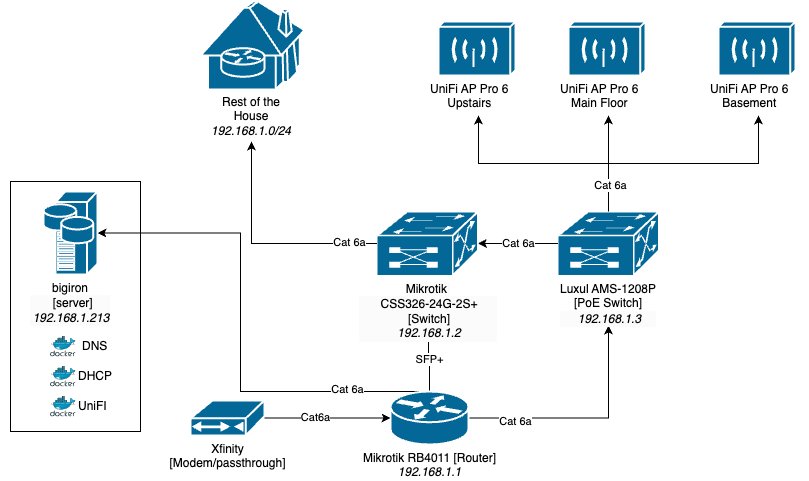 Rest of the
House
192.168.1.0/24
UniFi AP Pro 6
Upstairs
UniFi AP Pro 6
Main Floor
UniFi AP Pro 6
Basement
Cat 6a
Cat 6a
Cat 6a
bigiron
[server]
192.168.1.213
docker DNS
docker DHCP
docker UniFI
Mikrotik
CSS326-24G-2S+
[Switch]
192.168.1.2
Luxul AMS-1208P
[PoE Switch]
192.168.1.3
SFP+
Cat 6a
Cat6a
Cat 6a
Xfinity
[Modem/passthrough]
Mikrotik RB4011 [Router]
192.168.1.1